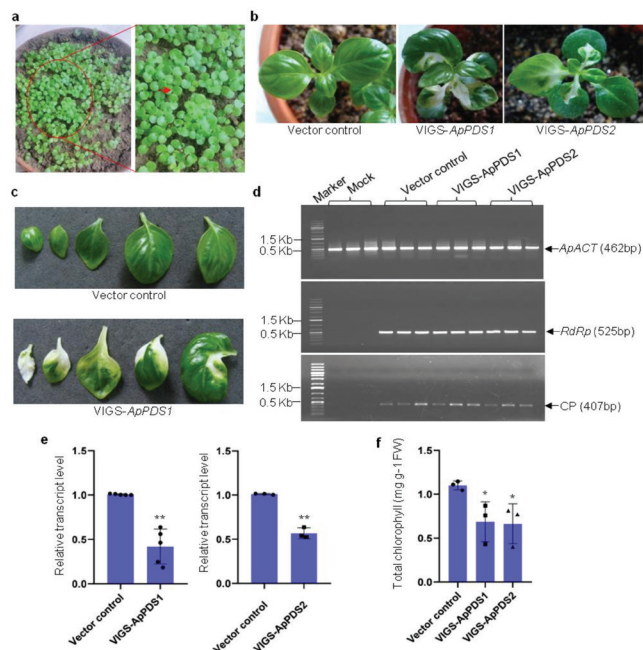 a
b
Vector control
VIGS-ApPDS1
VIGS-ApPDS2
c
Vector control
VIGS-ApPDS1
d
Marker
Mock
Vector control
VIGS-ApPDS1
VIGS-ApPDS2
1.5 Kb
0.5 Kb
ApACT (462bp)
1.5 Kb
0.5 Kb
RdRp (525bp)
1.5 Kb
0.5 Kb
CP (407bp)
e
Relative transcript level
1.5
1.0
0.5
0.0
**
Vector control
VIGS-ApPDS1
Relative transcript level
1.5
1.0
0.5
0.0
**
Vector control
VIGS-ApPDS2
f
Total chlorophyll (mg g-1 FW)
1.5
1.0
0.5
0.0
*
*
Vector control
VIGS-ApPDS1
VIGS-ApPDS2